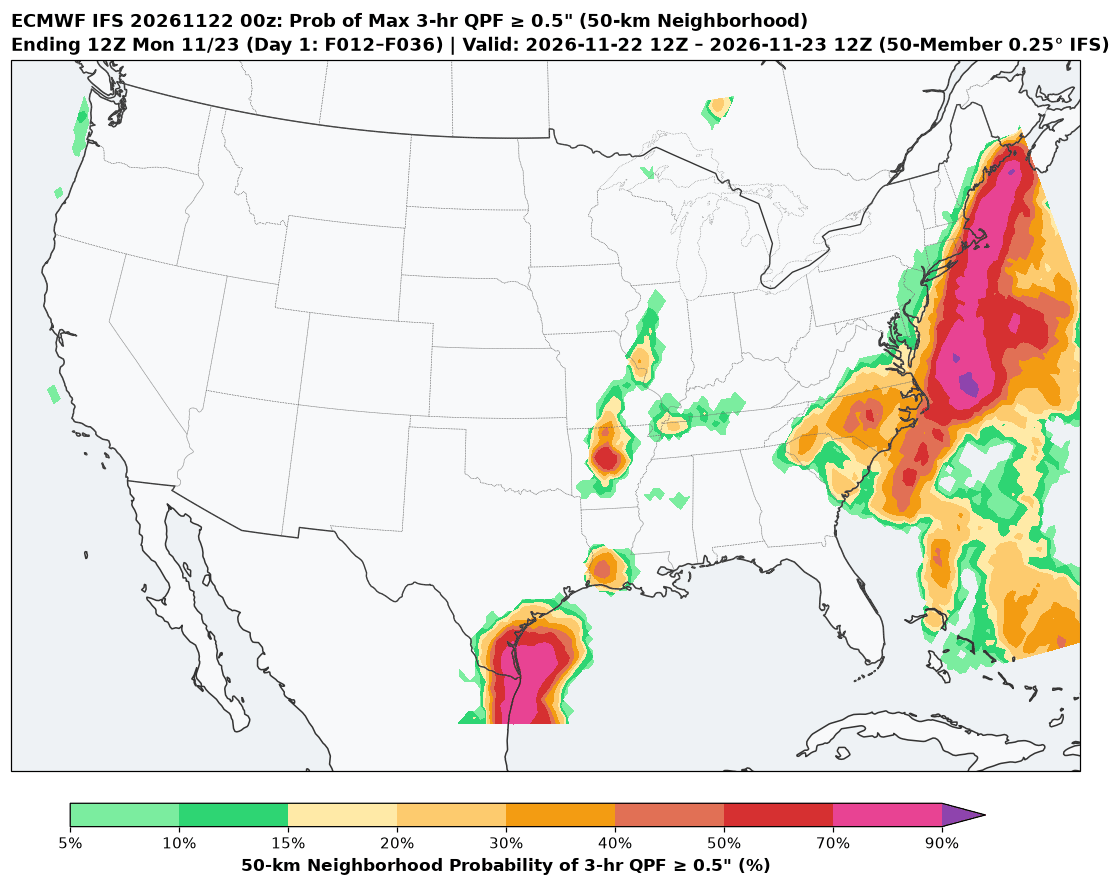 ECMWF IFS 20261122 00z: Prob of Max 3-hr QPF ≥ 0.5" (50-km Neighborhood)
Ending 12Z Mon 11/23 (Day 1: F012–F036) | Valid: 2026-11-22 12Z – 2026-11-23 12Z (50-Member 0.25° IFS)
5% 10% 15% 20% 30% 40% 50% 70% 90%
50-km Neighborhood Probability of 3-hr QPF ≥ 0.5" (%)